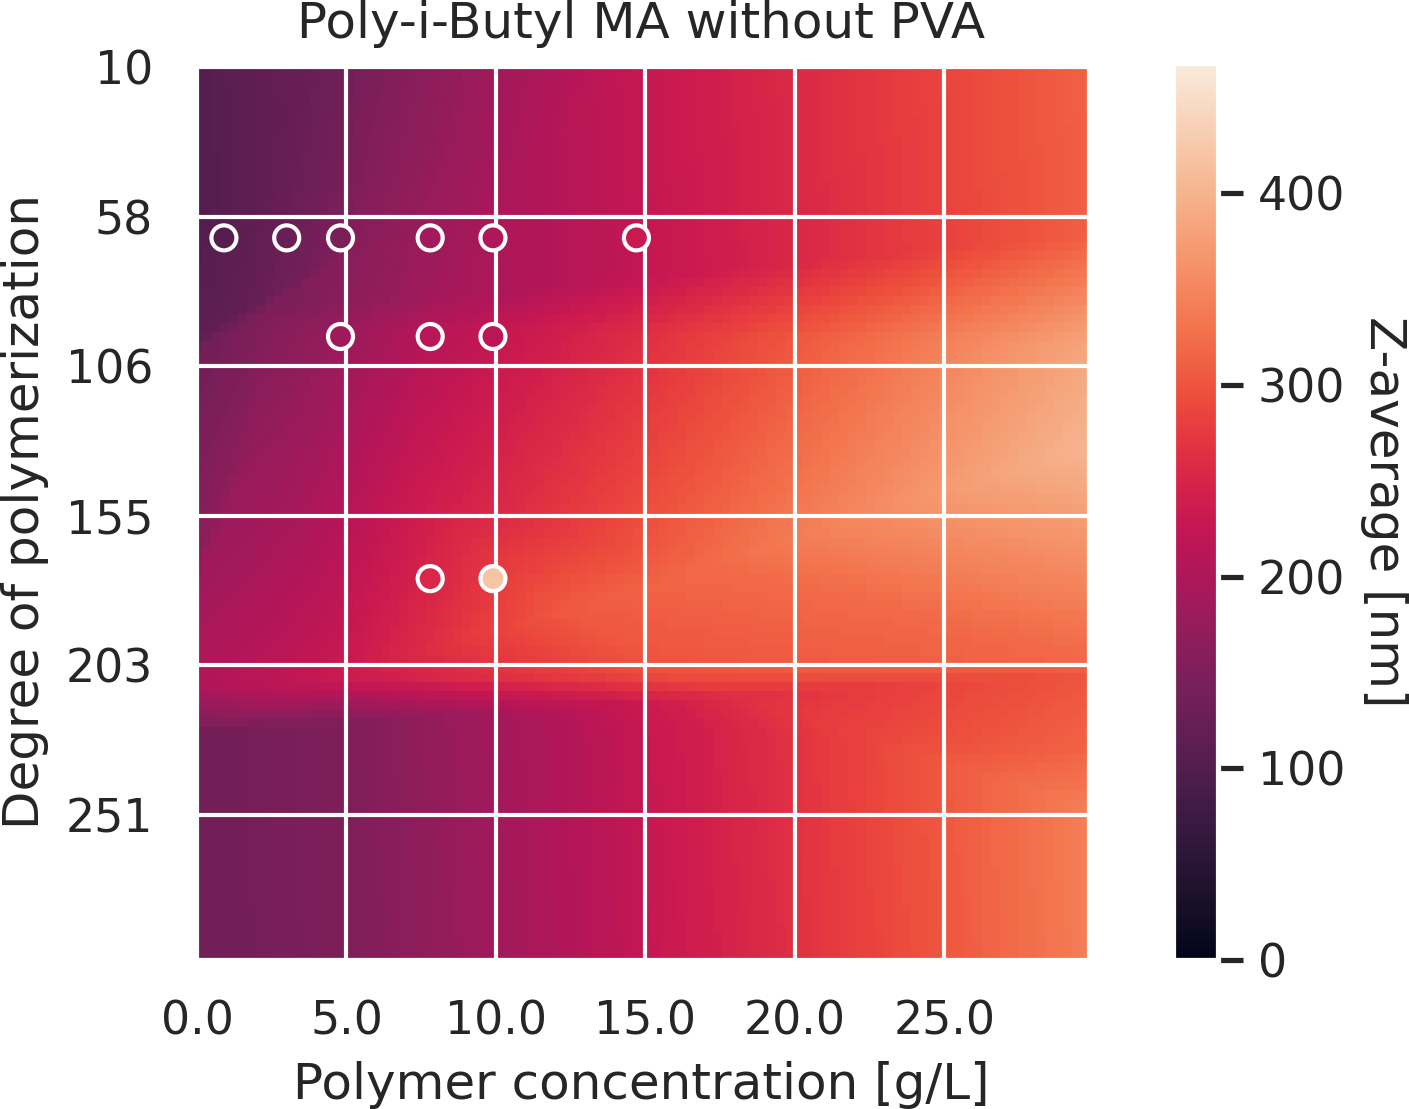 Poly-i-Butyl MA without PVA
10
58
106
155
203
251
Degree of polymerization
0.0 5.0 10.0 15.0 20.0 25.0
Polymer concentration [g/L]
400
300
200
100
0
Z-average [nm]